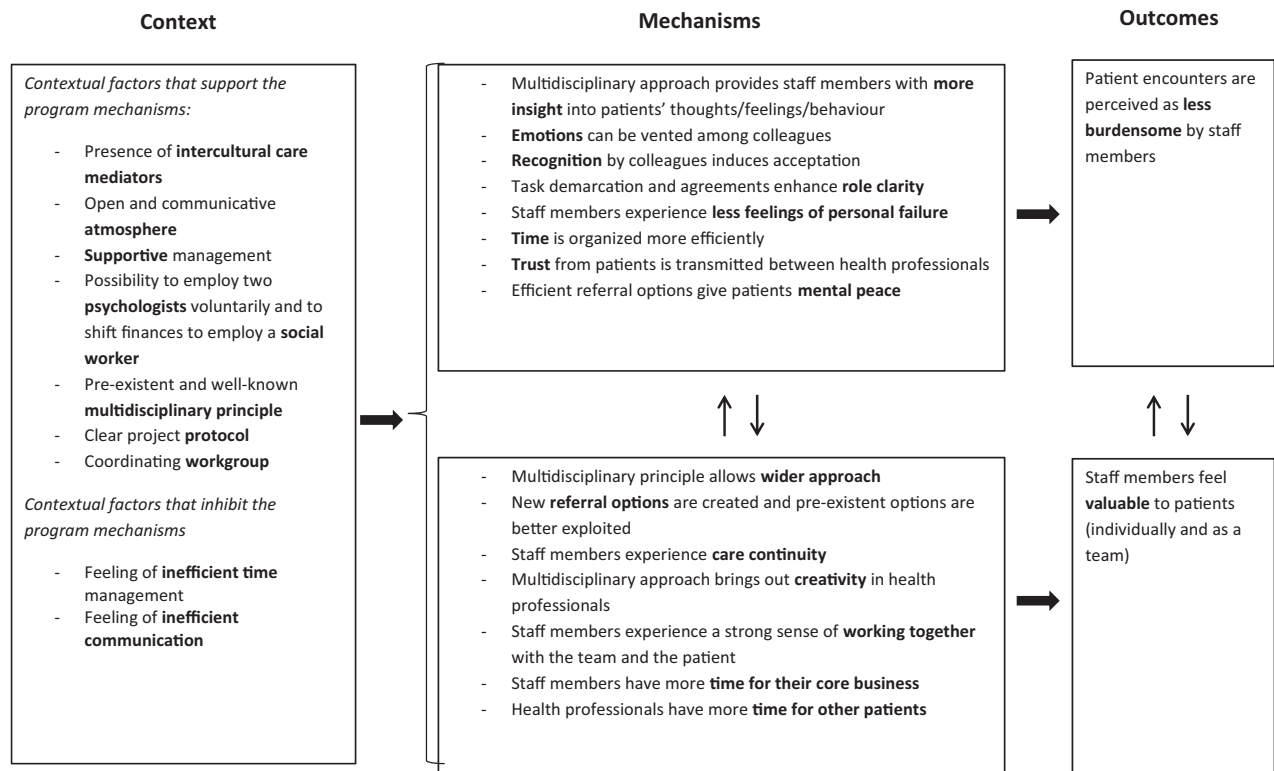 Context
Mechanisms
Outcomes
Contextual factors that support the
program mechanisms:
- Presence of intercultural care
mediators
- Open and communicative
atmosphere
- Supportive management
- Possibility to employ two
psychologists voluntarily and to
shift finances to employ a social
worker
- Pre-existent and well-known
multidisciplinary principle
- Clear project protocol
- Coordinating workgroup
Contextual factors that inhibit the
program mechanisms
- Feeling of inefficient time
management
- Feeling of inefficient
communication
- Multidisciplinary approach provides staff members with more
insight into patients’ thoughts/feelings/behaviour
- Emotions can be vented among colleagues
- Recognition by colleagues induces acceptation
- Task demarcation and agreements enhance role clarity
- Staff members experience less feelings of personal failure
- Time is organized more efficiently
- Trust from patients is transmitted between health professionals
- Efficient referral options give patients mental peace
- Multidisciplinary principle allows wider approach
- New referral options are created and pre-existent options are
better exploited
- Staff members experience care continuity
- Multidisciplinary approach brings out creativity in health
professionals
- Staff members experience a strong sense of working together
with the team and the patient
- Staff members have more time for their core business
- Health professionals have more time for other patients
Patient encounters are
perceived as less
burdensome by staff
members
Staff members feel
valuable to patients
(individually and as a
team)